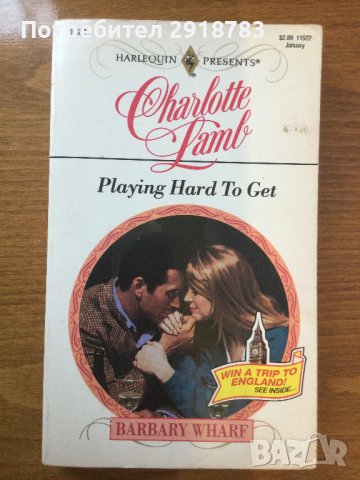 Потребител 2918783
HARLEQUIN PRESENTS®
$2.89 11522
January
Charlotte
Lamb
Playing Hard To Get
WIN A TRIP TO
ENGLAND!
SEE INSIDE...
BARBARY WHARF
BAZAR